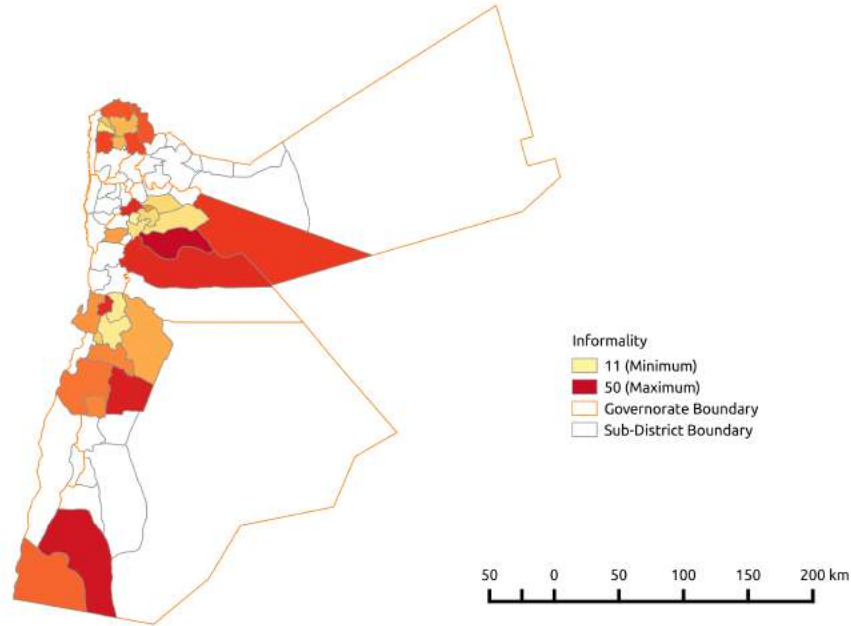 Informality
11 (Minimum)
50 (Maximum)
Governorate Boundary
Sub-District Boundary
50 0 50 100 150 200 km